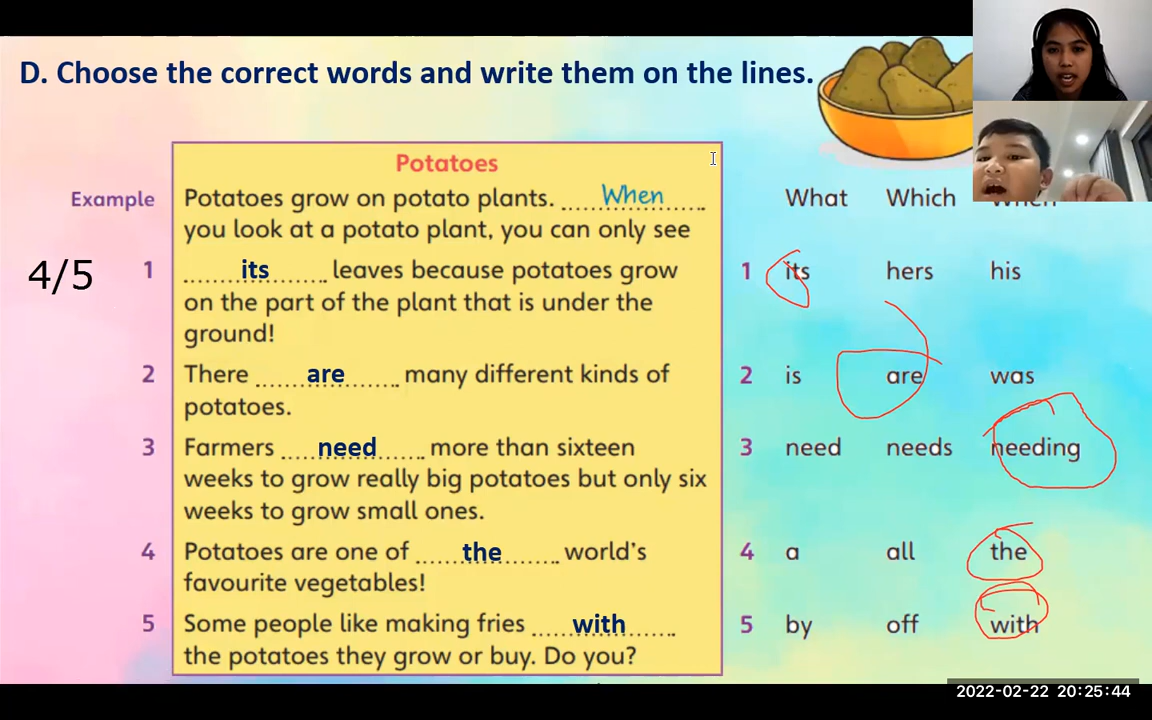 D. Choose the correct words and write them on the lines.
Potatoes
Example Potatoes grow on potato plants. When
you look at a potato plant, you can only see
4/5 1 its leaves because potatoes grow
on the part of the plant that is under the
ground!
2 There are many different kinds of
potatoes.
3 Farmers need more than sixteen
weeks to grow really big potatoes but only six
weeks to grow small ones.
4 Potatoes are one of the world's
favourite vegetables!
5 Some people like making fries with
the potatoes they grow or buy. Do you?
What Which When
1 its hers his
2 is are was
3 need needs needing
4 a all the
5 by off with
2022-02-22 20:25:44